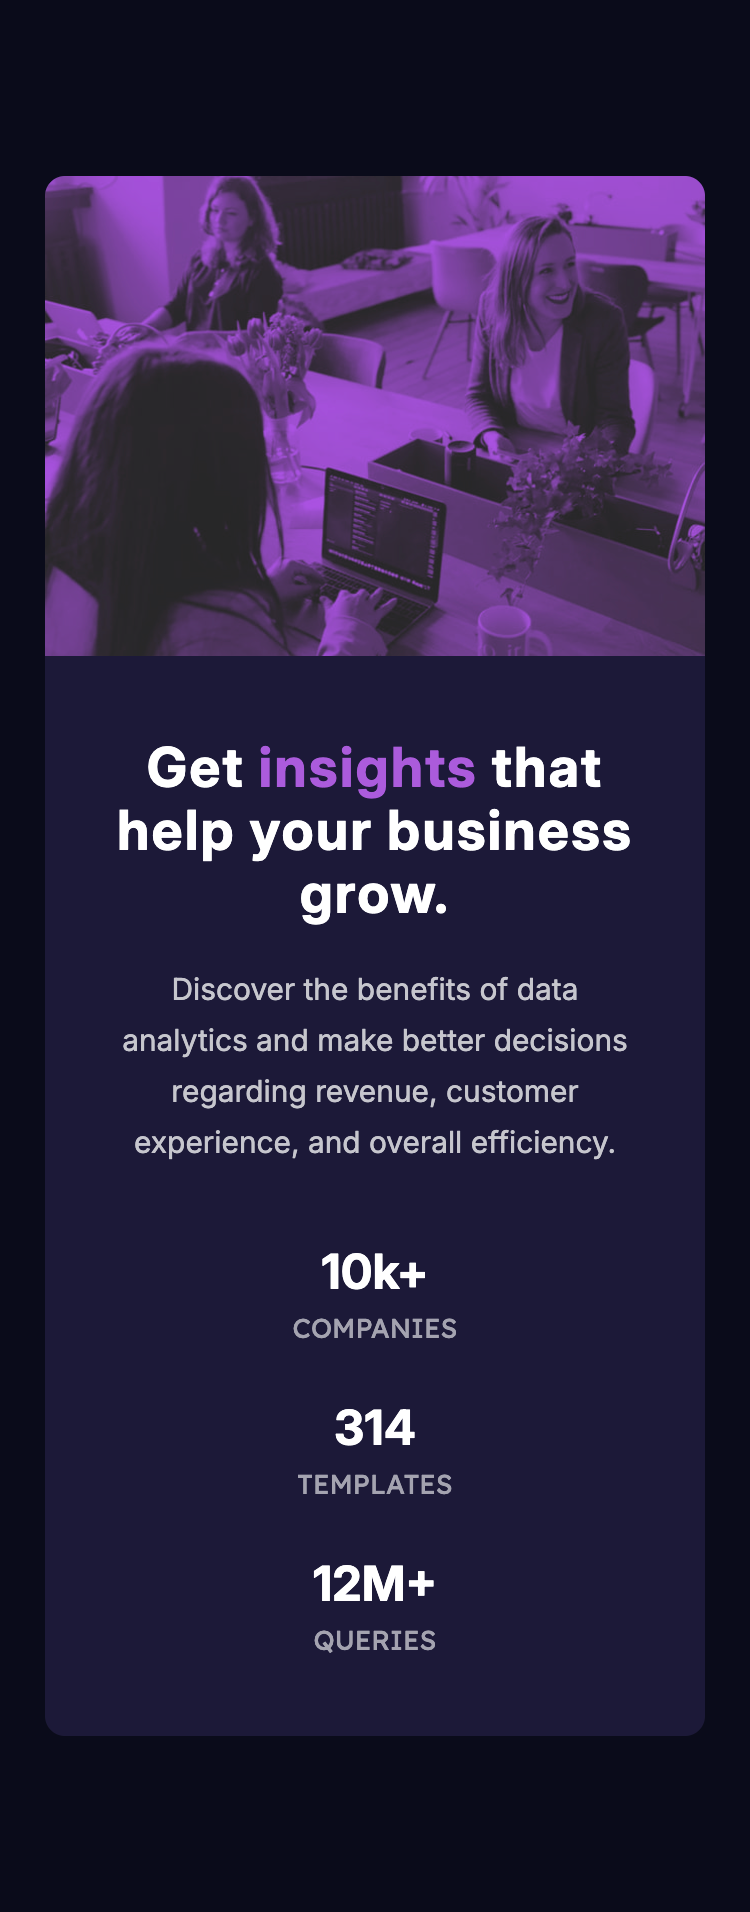 Get insights that
help your business
grow.
Discover the benefits of data
analytics and make better decisions
regarding revenue, customer
experience, and overall efficiency.
10k+
COMPANIES
314
TEMPLATES
12M+
QUERIES